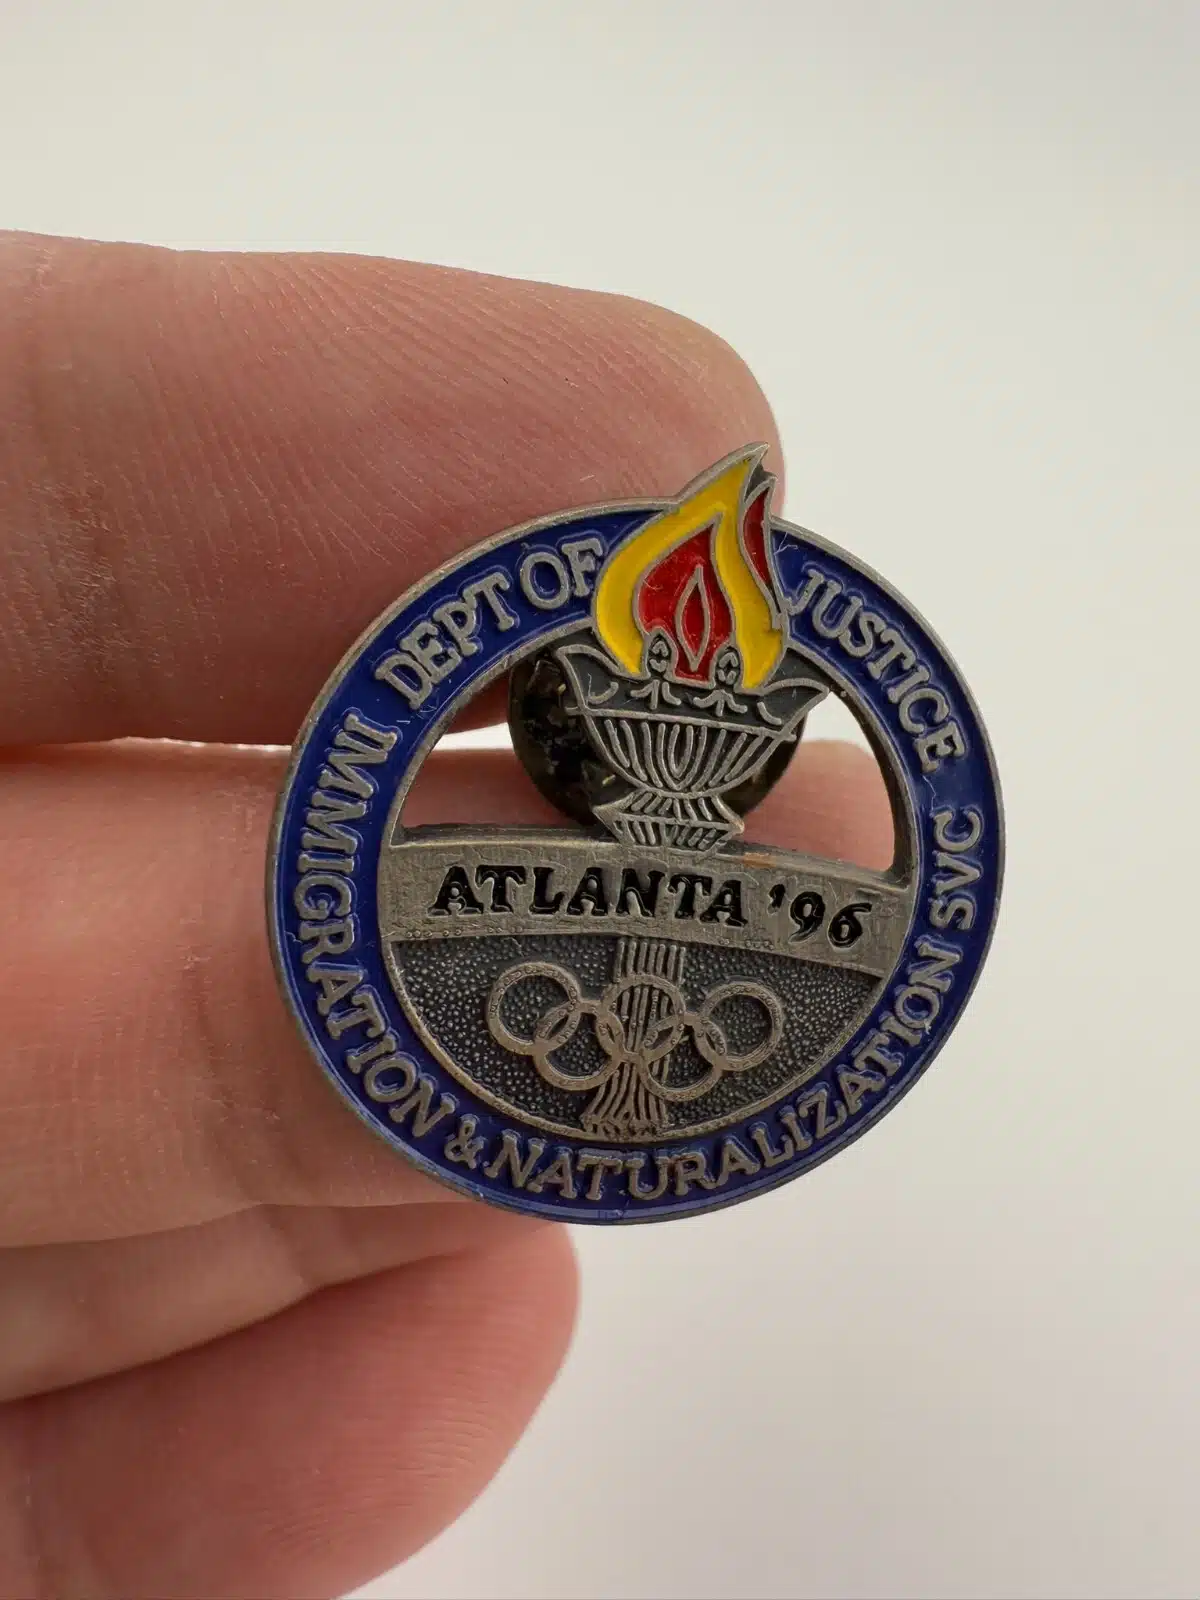 DEPT OF JUSTICE
IMMIGRATION & NATURALIZATION SVC
ATLANTA '96